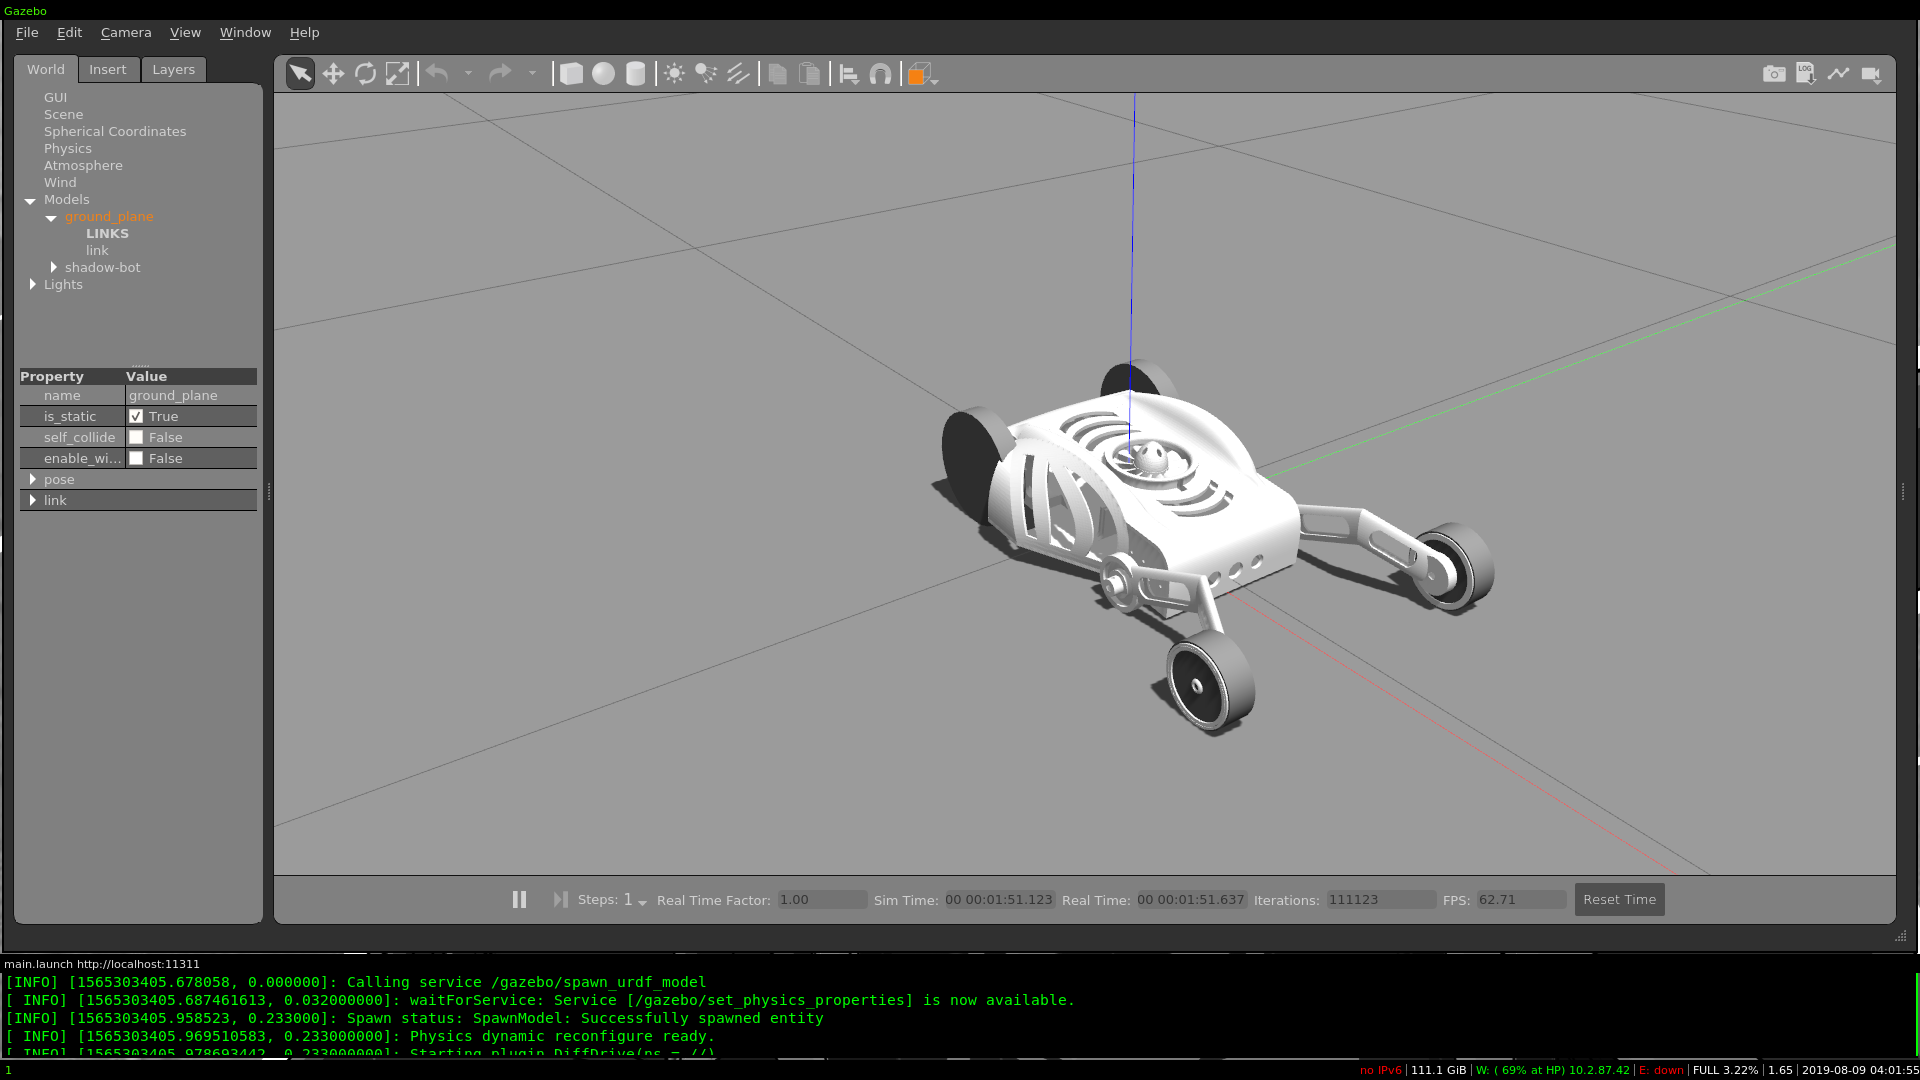 Gazebo
File Edit Camera View Window Help
World Insert Layers
GUI
Scene
Spherical Coordinates
Physics
Atmosphere
Wind
Models
ground_plane
LINKS
link
shadow-bot
Lights
Property Value
name ground_plane
is_static True
self_collide False
enable_wi... False
pose
link
LOG
Steps: 1 Real Time Factor: 1.00 Sim Time: 00 00:01:51.123 Real Time: 00 00:01:51.637 Iterations: 111123 FPS: 62.71 Reset Time
main.launch http://localhost:11311
[INFO] [1565303405.678058, 0.000000]: Calling service /gazebo/spawn_urdf_model
[ INFO] [1565303405.687461613, 0.032000000]: waitForService: Service [/gazebo/set_physics_properties] is now available.
[INFO] [1565303405.958523, 0.233000]: Spawn status: SpawnModel: Successfully spawned entity
[ INFO] [1565303405.969510583, 0.233000000]: Physics dynamic reconfigure ready.
[ INFO] [1565303405.978693442, 0.233000000]: Starting plugin DiffDrive(ns = //)
1 no IPv6 | 111.1 GiB | W: ( 69% at HP) 10.2.87.42 | E: down | FULL 3.22% | 1.65 | 2019-08-09 04:01:55